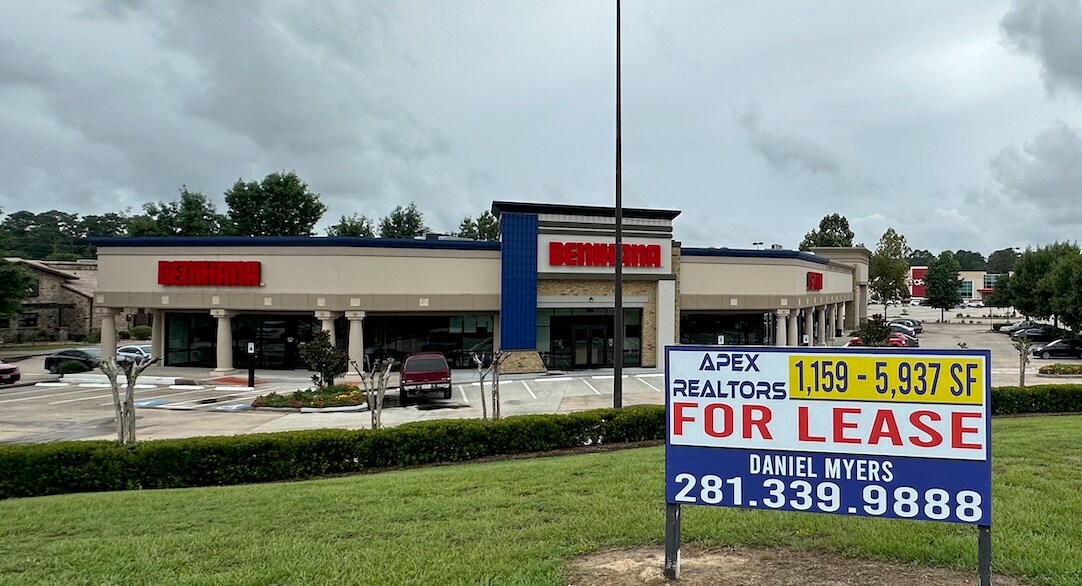 BENIHANA
BENIHANA
APEX
REALTORS
1,159 - 5,937 SF
FOR LEASE
DANIEL MYERS
281.339.9888